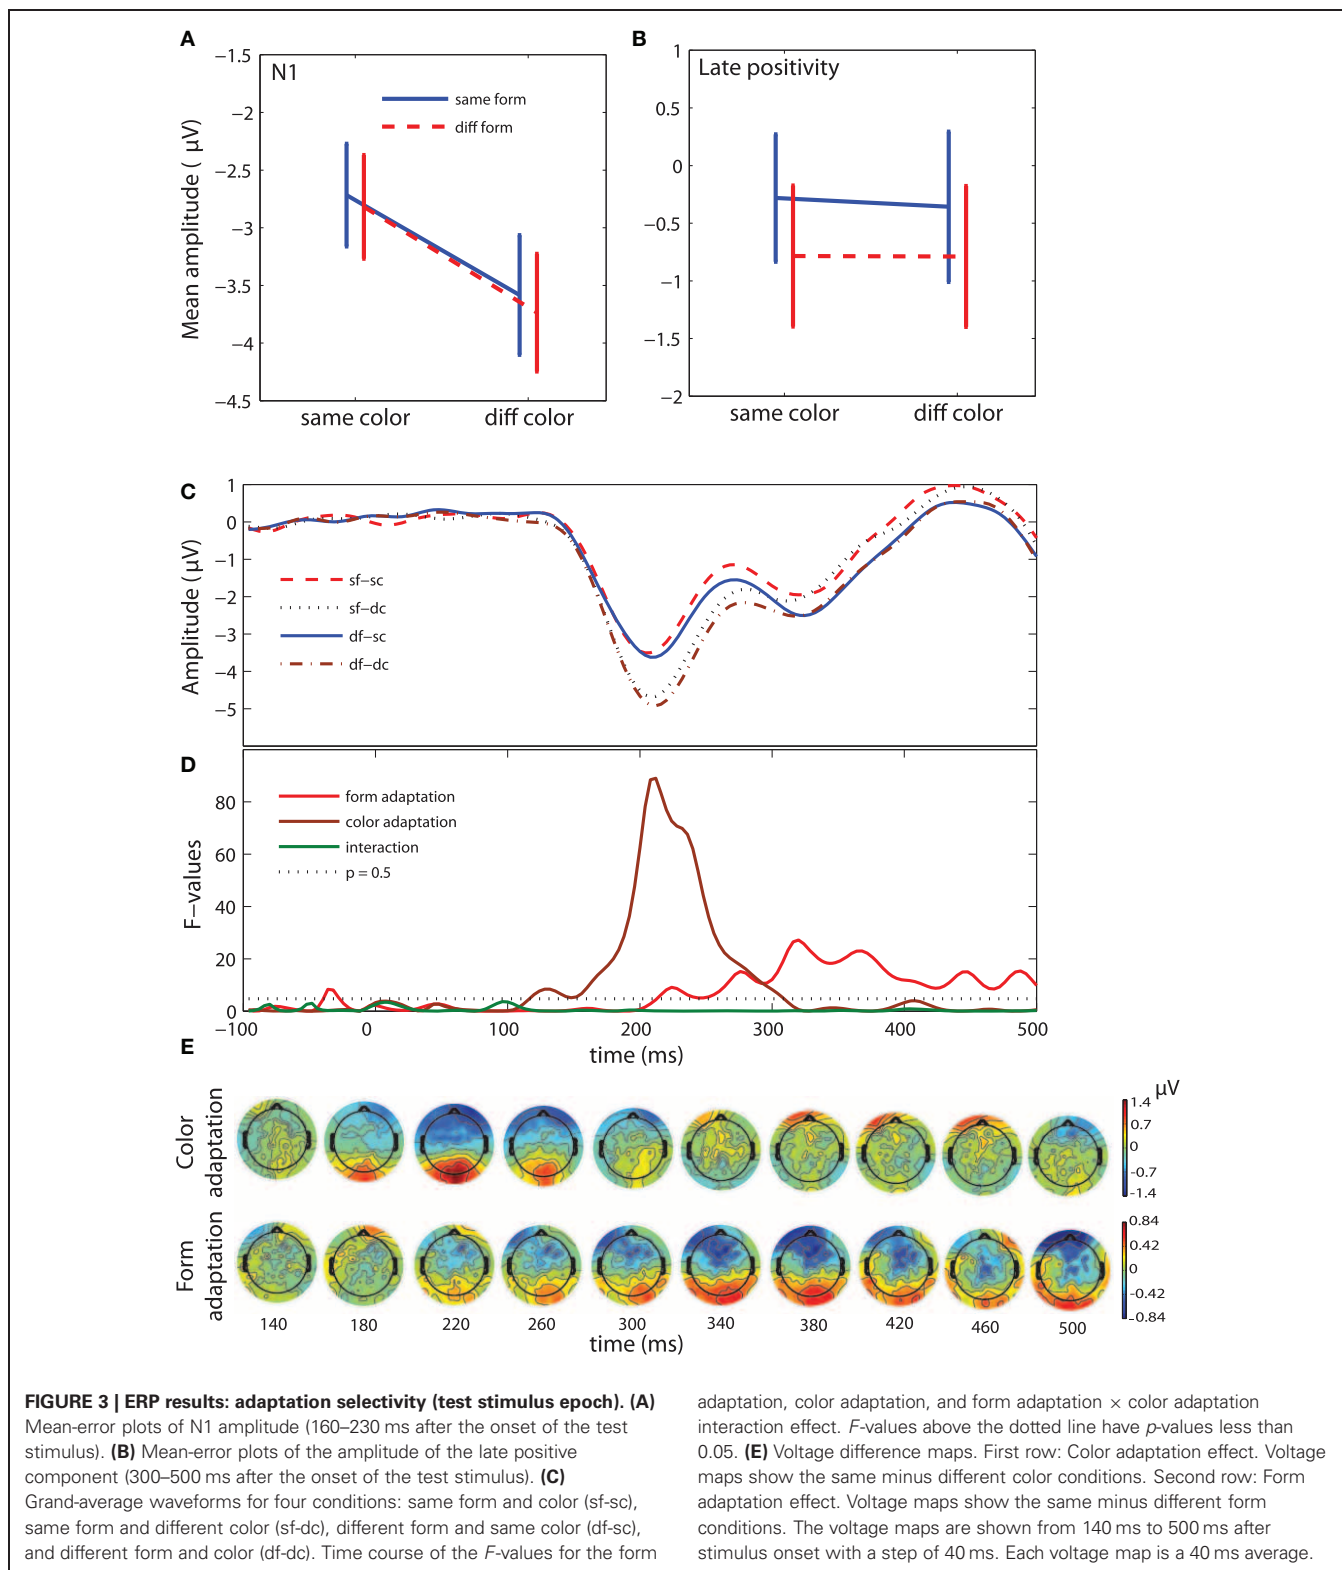 A
−1.5
−2
−2.5
−3
−3.5
−4
−4.5
Mean amplitude ( μV)
N1
same form
diff form
same color
diff color
B
1
0.5
0
−0.5
−1
−1.5
−2
Late positivity
same color
diff color
C
1
0
−1
−2
−3
−4
−5
Amplitude (μV)
sf−sc
sf−dc
df−sc
df−dc
D
80
60
40
20
0
F−values
form adaptation
color adaptation
interaction
p = 0.5
−100
0
100
200
300
400
500
time (ms)
E
Color
adaptation
μV
1.4
0.7
0
-0.7
-1.4
Form
adaptation
0.84
0.42
0
-0.42
-0.84
140
180
220
260
300
340
380
420
460
500
time (ms)
FIGURE 3 | ERP results: adaptation selectivity (test stimulus epoch). (A)
Mean-error plots of N1 amplitude (160–230 ms after the onset of the test
stimulus). (B) Mean-error plots of the amplitude of the late positive
component (300–500 ms after the onset of the test stimulus). (C)
Grand-average waveforms for four conditions: same form and color (sf-sc),
same form and different color (sf-dc), different form and same color (df-sc),
and different form and color (df-dc). Time course of the F-values for the form
adaptation, color adaptation, and form adaptation × color adaptation
interaction effect. F-values above the dotted line have p-values less than
0.05. (E) Voltage difference maps. First row: Color adaptation effect. Voltage
maps show the same minus different color conditions. Second row: Form
adaptation effect. Voltage maps show the same minus different form
conditions. The voltage maps are shown from 140 ms to 500 ms after
stimulus onset with a step of 40 ms. Each voltage map is a 40 ms average.